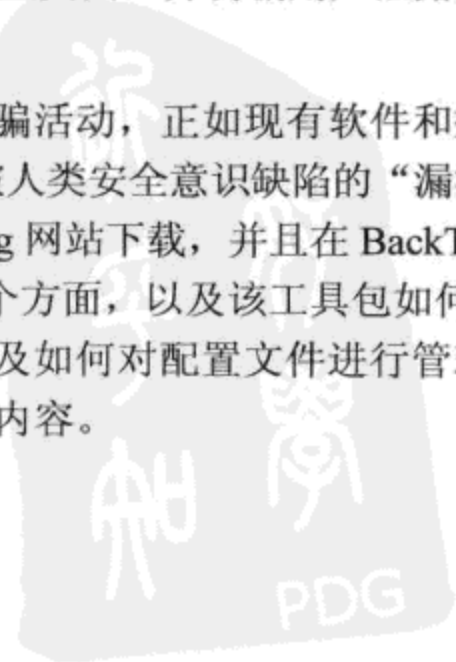 骗活动，正如现有软件和
人类安全意识缺陷的“漏
g 网站下载，并且在 BackT
个方面，以及该工具包如何
及如何对配置文件进行管
内容。
PDG